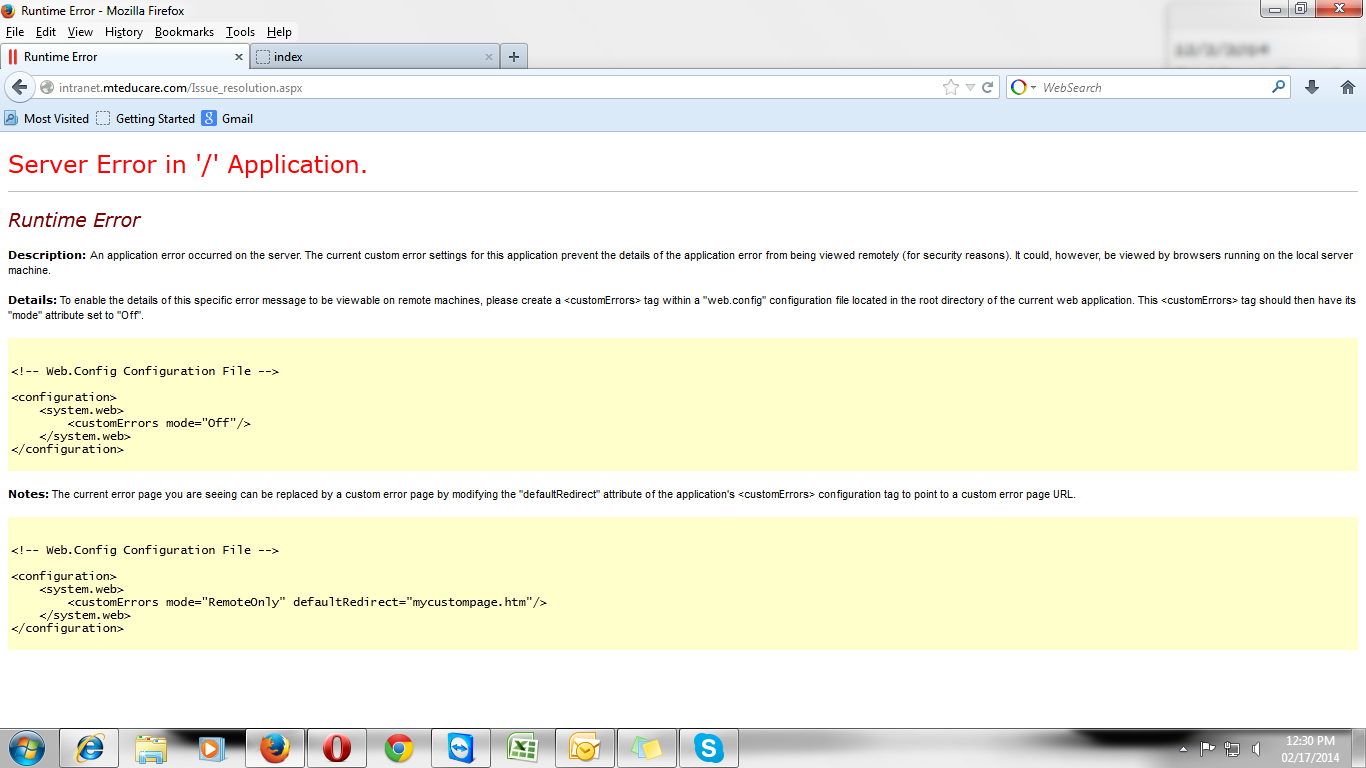 Runtime Error - Mozilla Firefox
File Edit View History Bookmarks Tools Help
Runtime Error
index
intranet.mteducare.com/Issue_resolution.aspx
WebSearch
Most Visited Getting Started Gmail
Server Error in '/' Application.
Runtime Error
Description: An application error occurred on the server. The current custom error settings for this application prevent the details of the application error from being viewed remotely (for security reasons). It could, however, be viewed by browsers running on the local server
machine.
Details: To enable the details of this specific error message to be viewable on remote machines, please create a <customErrors> tag within a "web.config" configuration file located in the root directory of the current web application. This <customErrors> tag should then have its
"mode" attribute set to "Off".
<!-- Web.Config Configuration File -->
<configuration>
    <system.web>
        <customErrors mode="Off"/>
    </system.web>
</configuration>
Notes: The current error page you are seeing can be replaced by a custom error page by modifying the "defaultRedirect" attribute of the application's <customErrors> configuration tag to point to a custom error page URL.
<!-- Web.Config Configuration File -->
<configuration>
    <system.web>
        <customErrors mode="RemoteOnly" defaultRedirect="mycustompage.htm"/>
    </system.web>
</configuration>
12:30 PM
02/17/2014